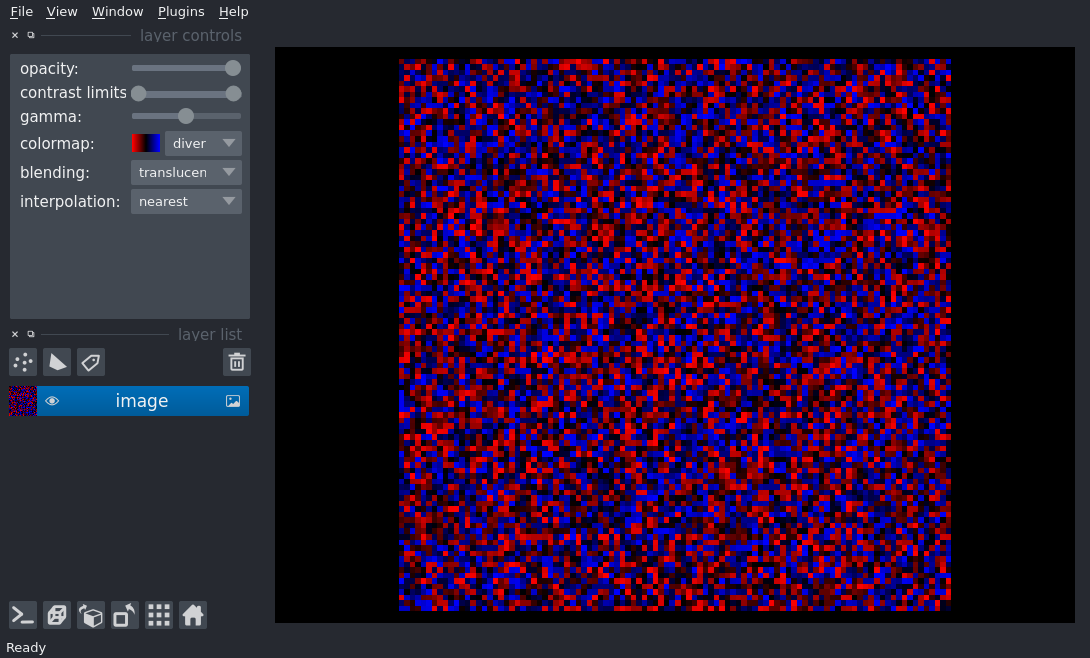 File View Window Plugins Help
layer controls
opacity:
contrast limits
gamma:
colormap: diver
blending: translucen
interpolation: nearest
layer list
image
Ready